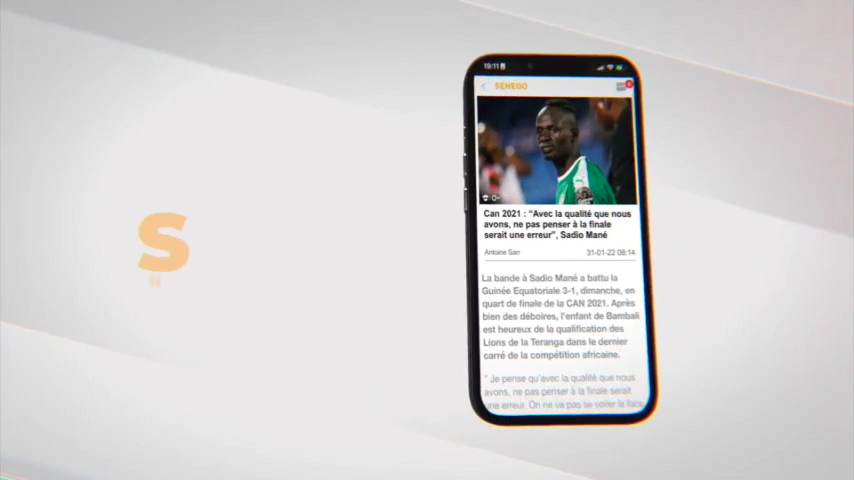 S
19:11
SENEGO
Can 2021 : "Avec la qualité que nous
avons, ne pas penser à la finale
serait une erreur", Sadio Mané
Antoine Sarr 31-01-22 08:14
La bande à Sadio Mané a battu la
Guinée Equatoriale 3-1, dimanche, en
quart de finale de la CAN 2021. Après
bien des déboires, l'enfant de Bambali
est heureux de la qualification des
Lions de la Teranga dans le dernier
carré de la compétition africaine.
" Je pense qu'avec la qualité que nous
avons, ne pas penser à la finale serait
une erreur. On ne va pas se voiler la face